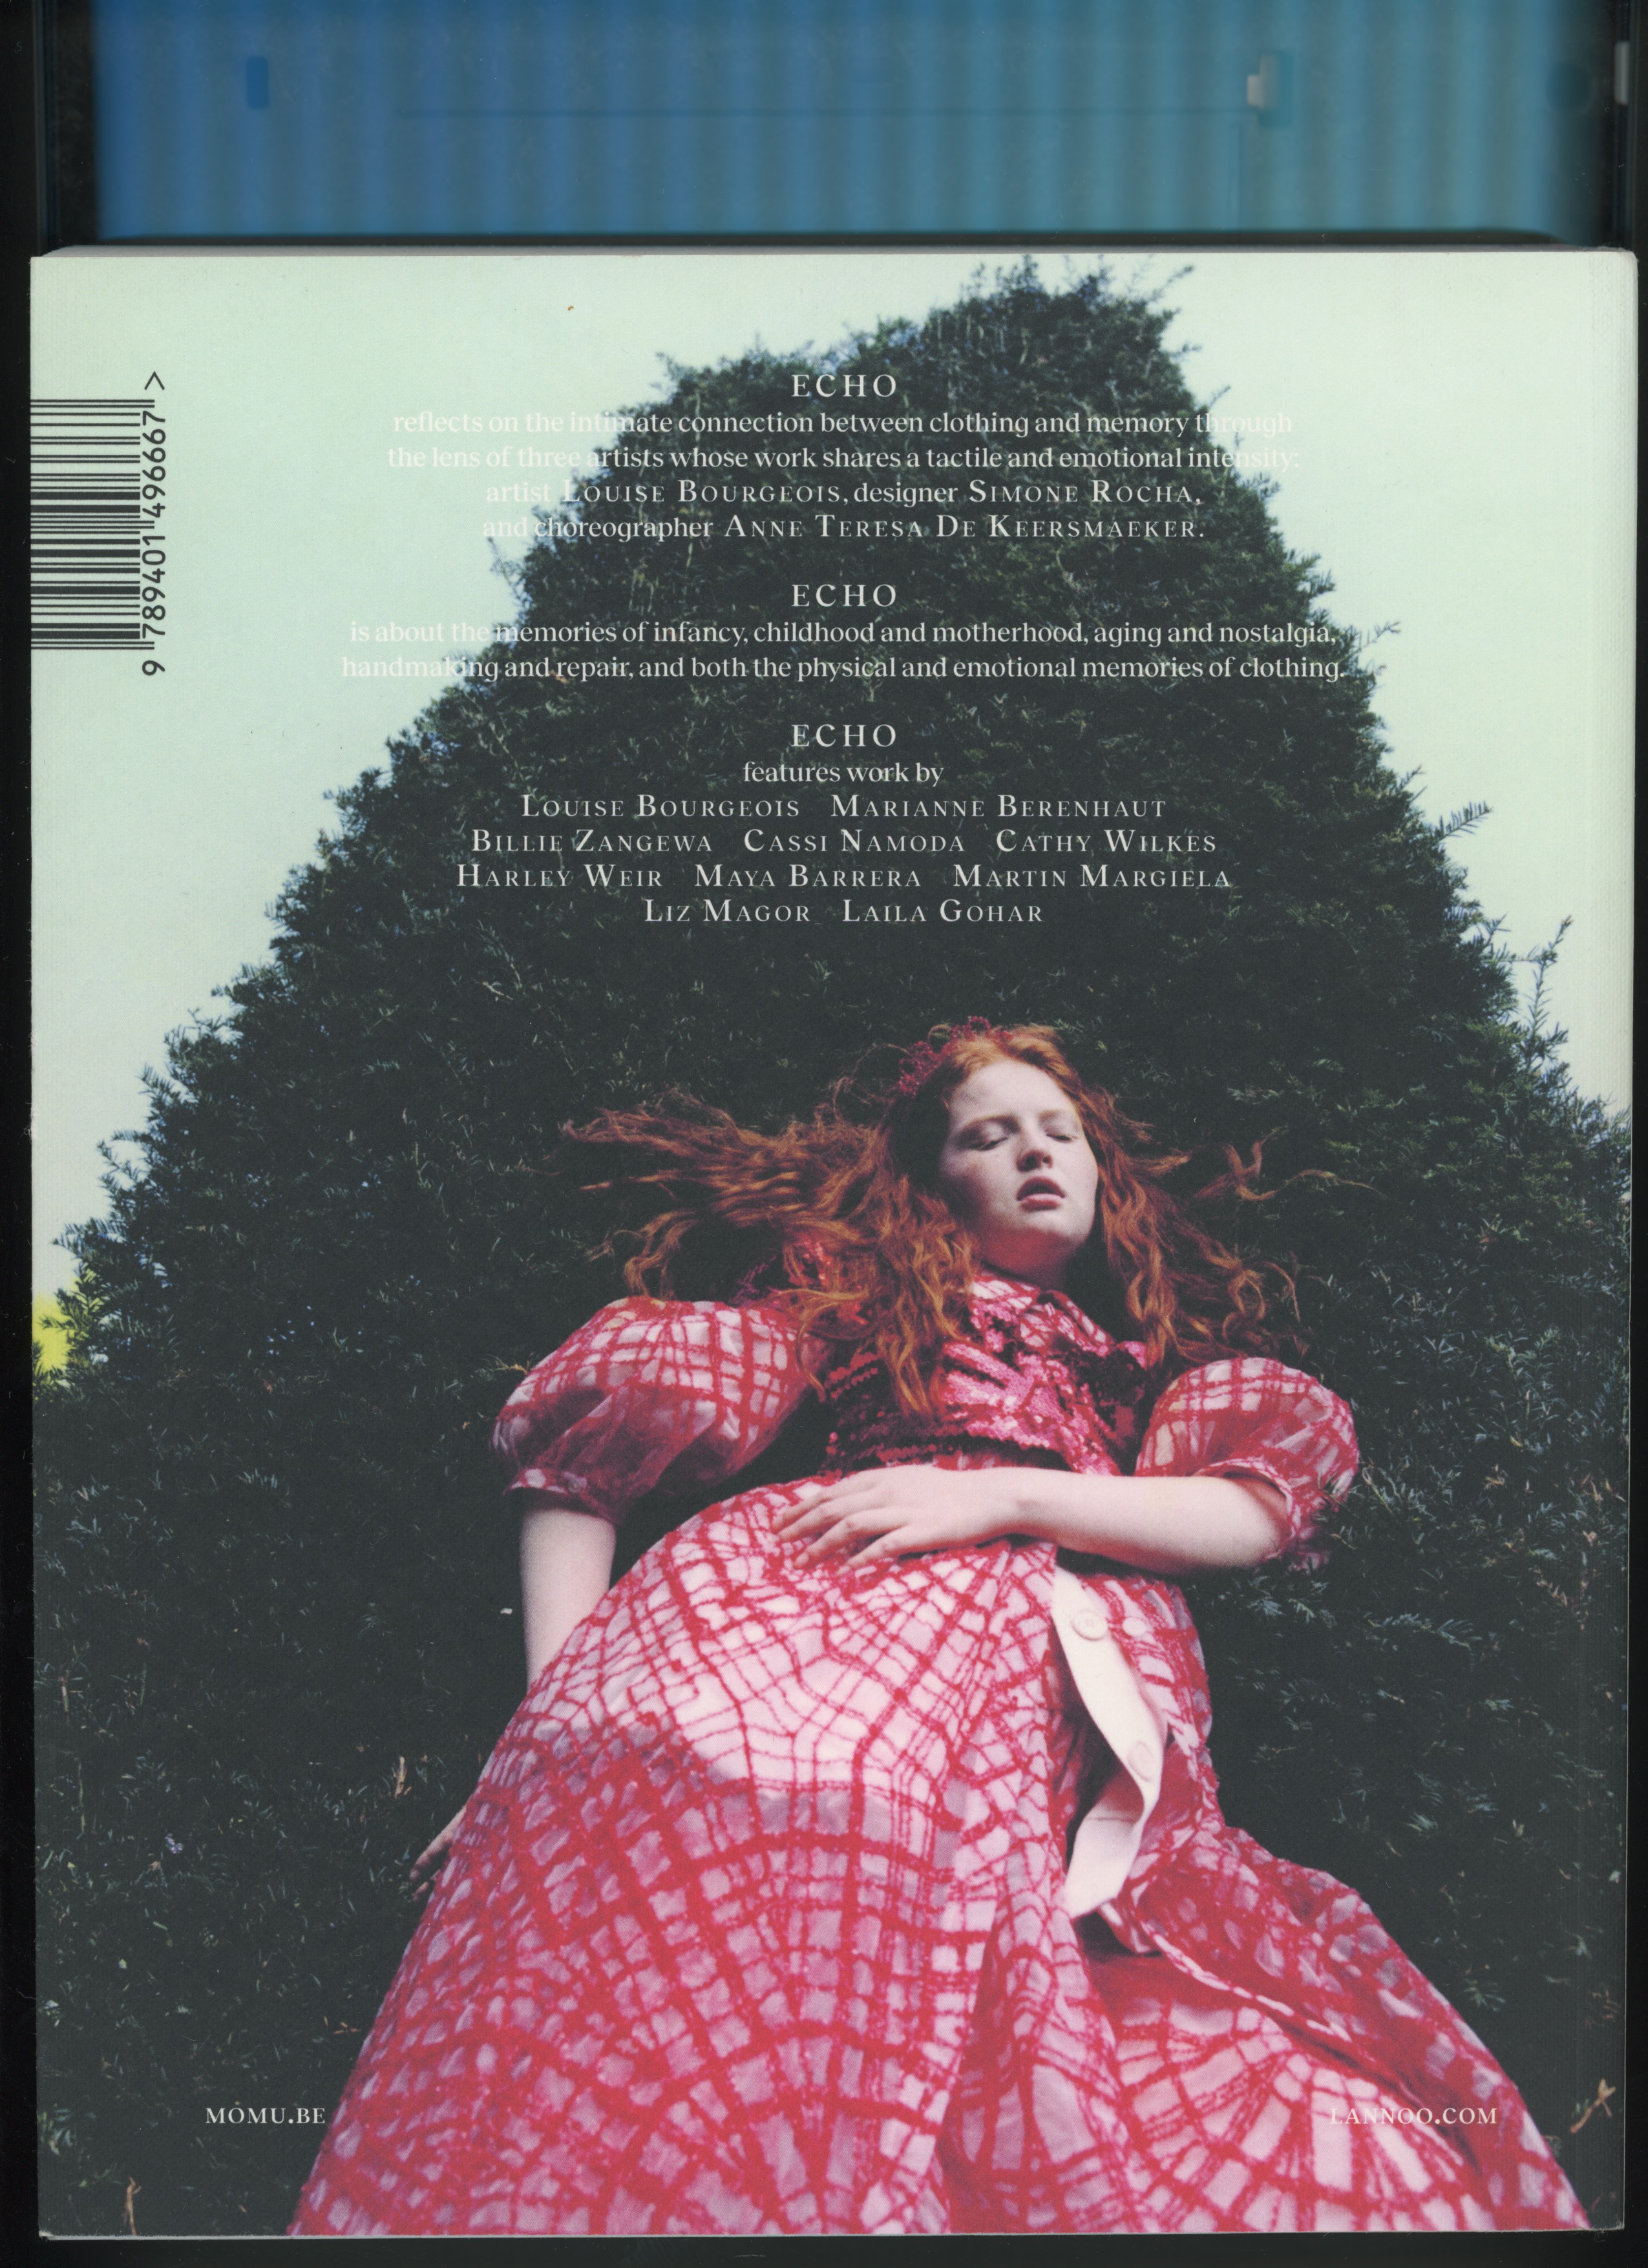 ECHO
reflects on the intimate connection between clothing and memory through
the lens of three artists whose work shares a tactile and emotional intensity:
artist LOUISE BOURGEOIS, designer SIMONE ROCHA,
and choreographer ANNE TERESA DE KEERSMAEKER.
ECHO
is about the memories of infancy, childhood and motherhood, aging and nostalgia,
handmaking and repair, and both the physical and emotional memories of clothing.
ECHO
features work by
LOUISE BOURGEOIS MARIANNE BERENHAUT
BILLIE ZANGEWA CASSI NAMODA CATHY WILKES
HARLEY WEIR MAYA BARRERA MARTIN MARGIELA
LIZ MAGOR LAILA GOHAR
9 789401 496667 >
MOMU.BE
LANNOO.COM